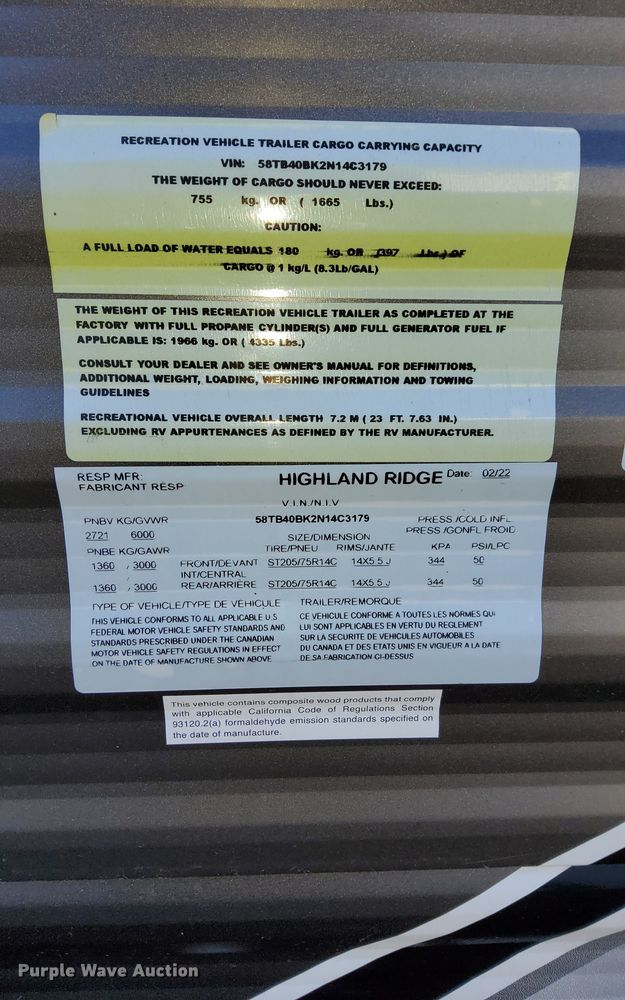 RECREATION VEHICLE TRAILER CARGO CARRYING CAPACITY
VIN: 58TB40BK2N14C3179
THE WEIGHT OF CARGO SHOULD NEVER EXCEED:
755 kg. OR ( 1665 Lbs.)
CAUTION:
A FULL LOAD OF WATER EQUALS 180 kg. OR (397 Lbs.) OF
CARGO @ 1 kg/L (8.3Lb/GAL)
THE WEIGHT OF THIS RECREATION VEHICLE TRAILER AS COMPLETED AT THE
FACTORY WITH FULL PROPANE CYLINDER(S) AND FULL GENERATOR FUEL IF
APPLICABLE IS: 1966 kg. OR ( 4335 Lbs.)
CONSULT YOUR DEALER AND SEE OWNER'S MANUAL FOR DEFINITIONS,
ADDITIONAL WEIGHT, LOADING, WEIGHING INFORMATION AND TOWING
GUIDELINES
RECREATIONAL VEHICLE OVERALL LENGTH 7.2 M ( 23 FT. 7.63 IN.)
EXCLUDING RV APPURTENANCES AS DEFINED BY THE RV MANUFACTURER.
RESP MFR:
FABRICANT RESP
HIGHLAND RIDGE Date: 02/22
V.I.N./N.I.V
PNBV KG/GVWR 58TB40BK2N14C3179 PRESS /COLD INFL
2721 6000 SIZE/DIMENSION PRESS /GONFL FROID
PNBE KG/GAWR TIRE/PNEU RIMS/JANTE KPA PSI/LPC
1360 / 3000 FRONT/DEVANT ST205/75R14C 14X5.5 J 344 50
INT/CENTRAL
1360 / 3000 REAR/ARRIERE ST205/75R14C 14X5.5 J 344 50
TYPE OF VEHICLE/TYPE DE VEHICULE TRAILER/REMORQUE
THIS VEHICLE CONFORMS TO ALL APPLICABLE U S
FEDERAL MOTOR VEHICLE SAFETY STANDARDS AND
STANDARDS PRESCRIBED UNDER THE CANADIAN
MOTOR VEHICLE SAFETY REGULATIONS IN EFFECT
ON THE DATE OF MANUFACTURE SHOWN ABOVE
CE VEHICULE CONFORME A TOUTES LES NORMES QUI
LUI SONT APPLICABLES EN VERTU DU REGLEMENT
SUR LA SECURITE DE VEHICULES AUTOMOBILES
DU CANADA ET DES ETATS UNIS EN VIGUEUR A LA DATE
DE SA FABRICATION CI-DESSUS
This vehicle contains composite wood products that comply
with applicable California Code of Regulations Section
93120.2(a) formaldehyde emission standards specified on
the date of manufacture.
Purple Wave Auction